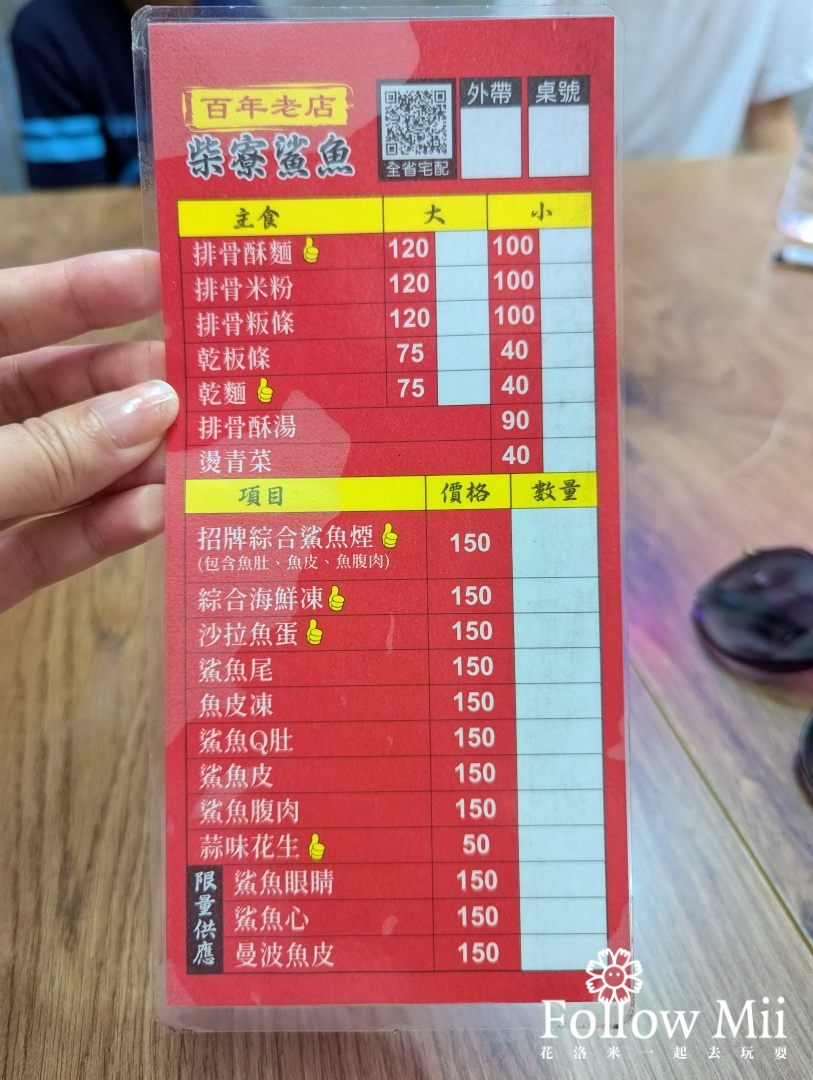 百年老店
柴寮鯊魚
全省宅配
外帶
桌號
主食 大 小
排骨酥麵 120 100
排骨米粉 120 100
排骨粄條 120 100
乾板條 75 40
乾麵 75 40
排骨酥湯 90
燙青菜 40
項目 價格 數量
招牌綜合鯊魚煙 150
(包含魚肚、魚皮、魚腹肉)
綜合海鮮凍 150
沙拉魚蛋 150
鯊魚尾 150
魚皮凍 150
鯊魚Q肚 150
鯊魚皮 150
鯊魚腹肉 150
蒜味花生 50
限量供應
鯊魚眼睛 150
鯊魚心 150
曼波魚皮 150
Follow Mii
花洛米一起去玩耍